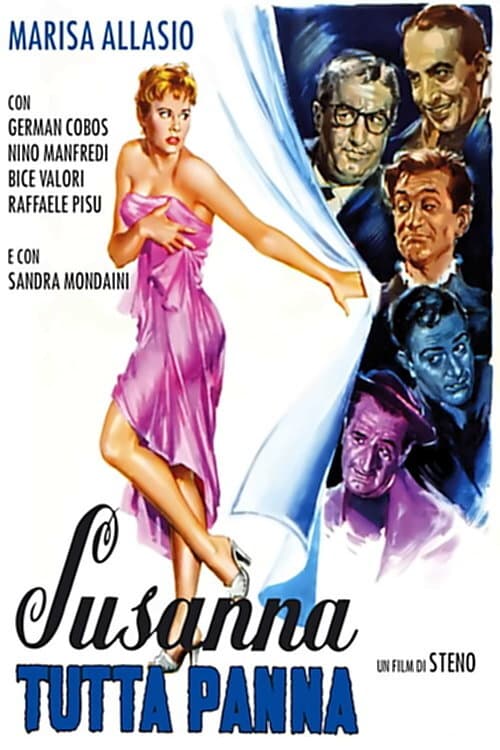 MARISA ALLASIO
CON
GERMAN COBOS
NINO MANFREDI
BICE VALORI
RAFFAELE PISU
E CON
SANDRA MONDAINI
Susanna
TUTTA PANNA
UN FILM DI STENO